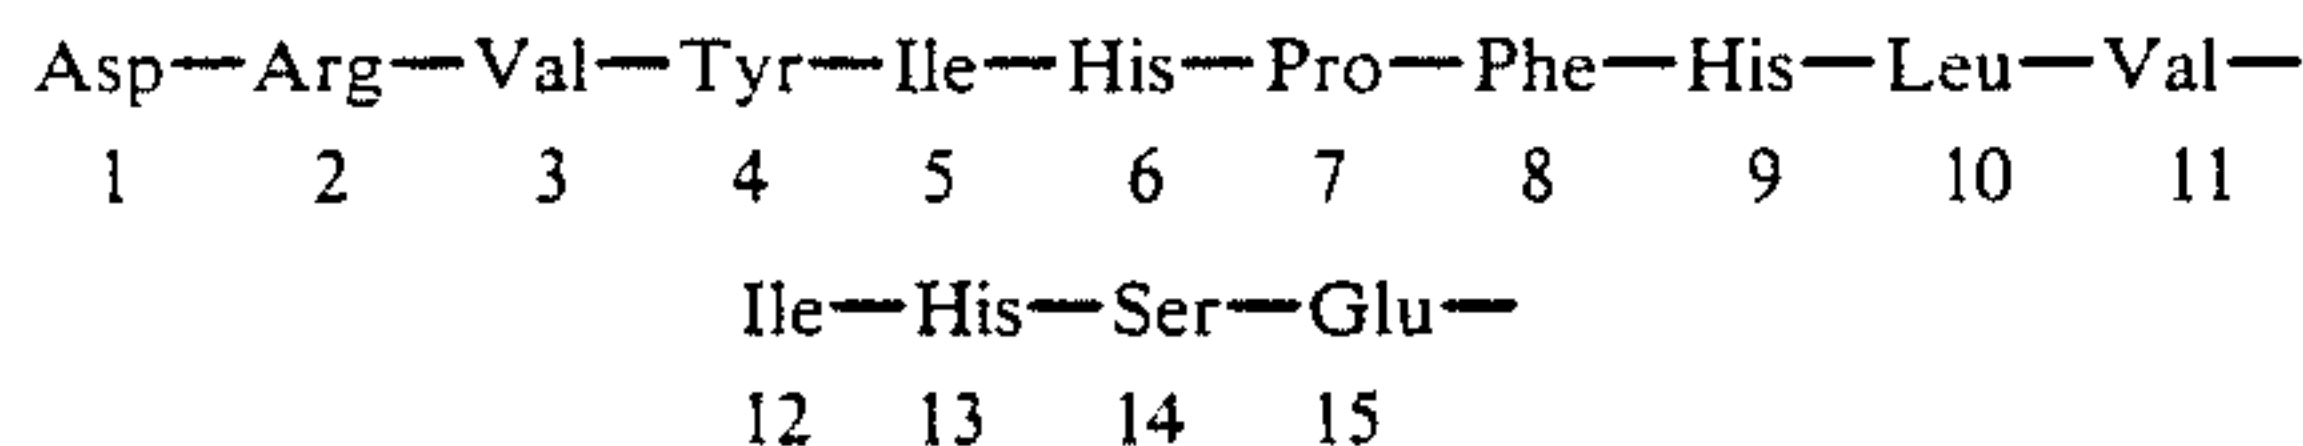 Asp—Arg—Val—Tyr—Ile—His—Pro—Phe—His—Leu—Val—
1 2 3 4 5 6 7 8 9 10 11
Ile—His—Ser—Glu—
12 13 14 15